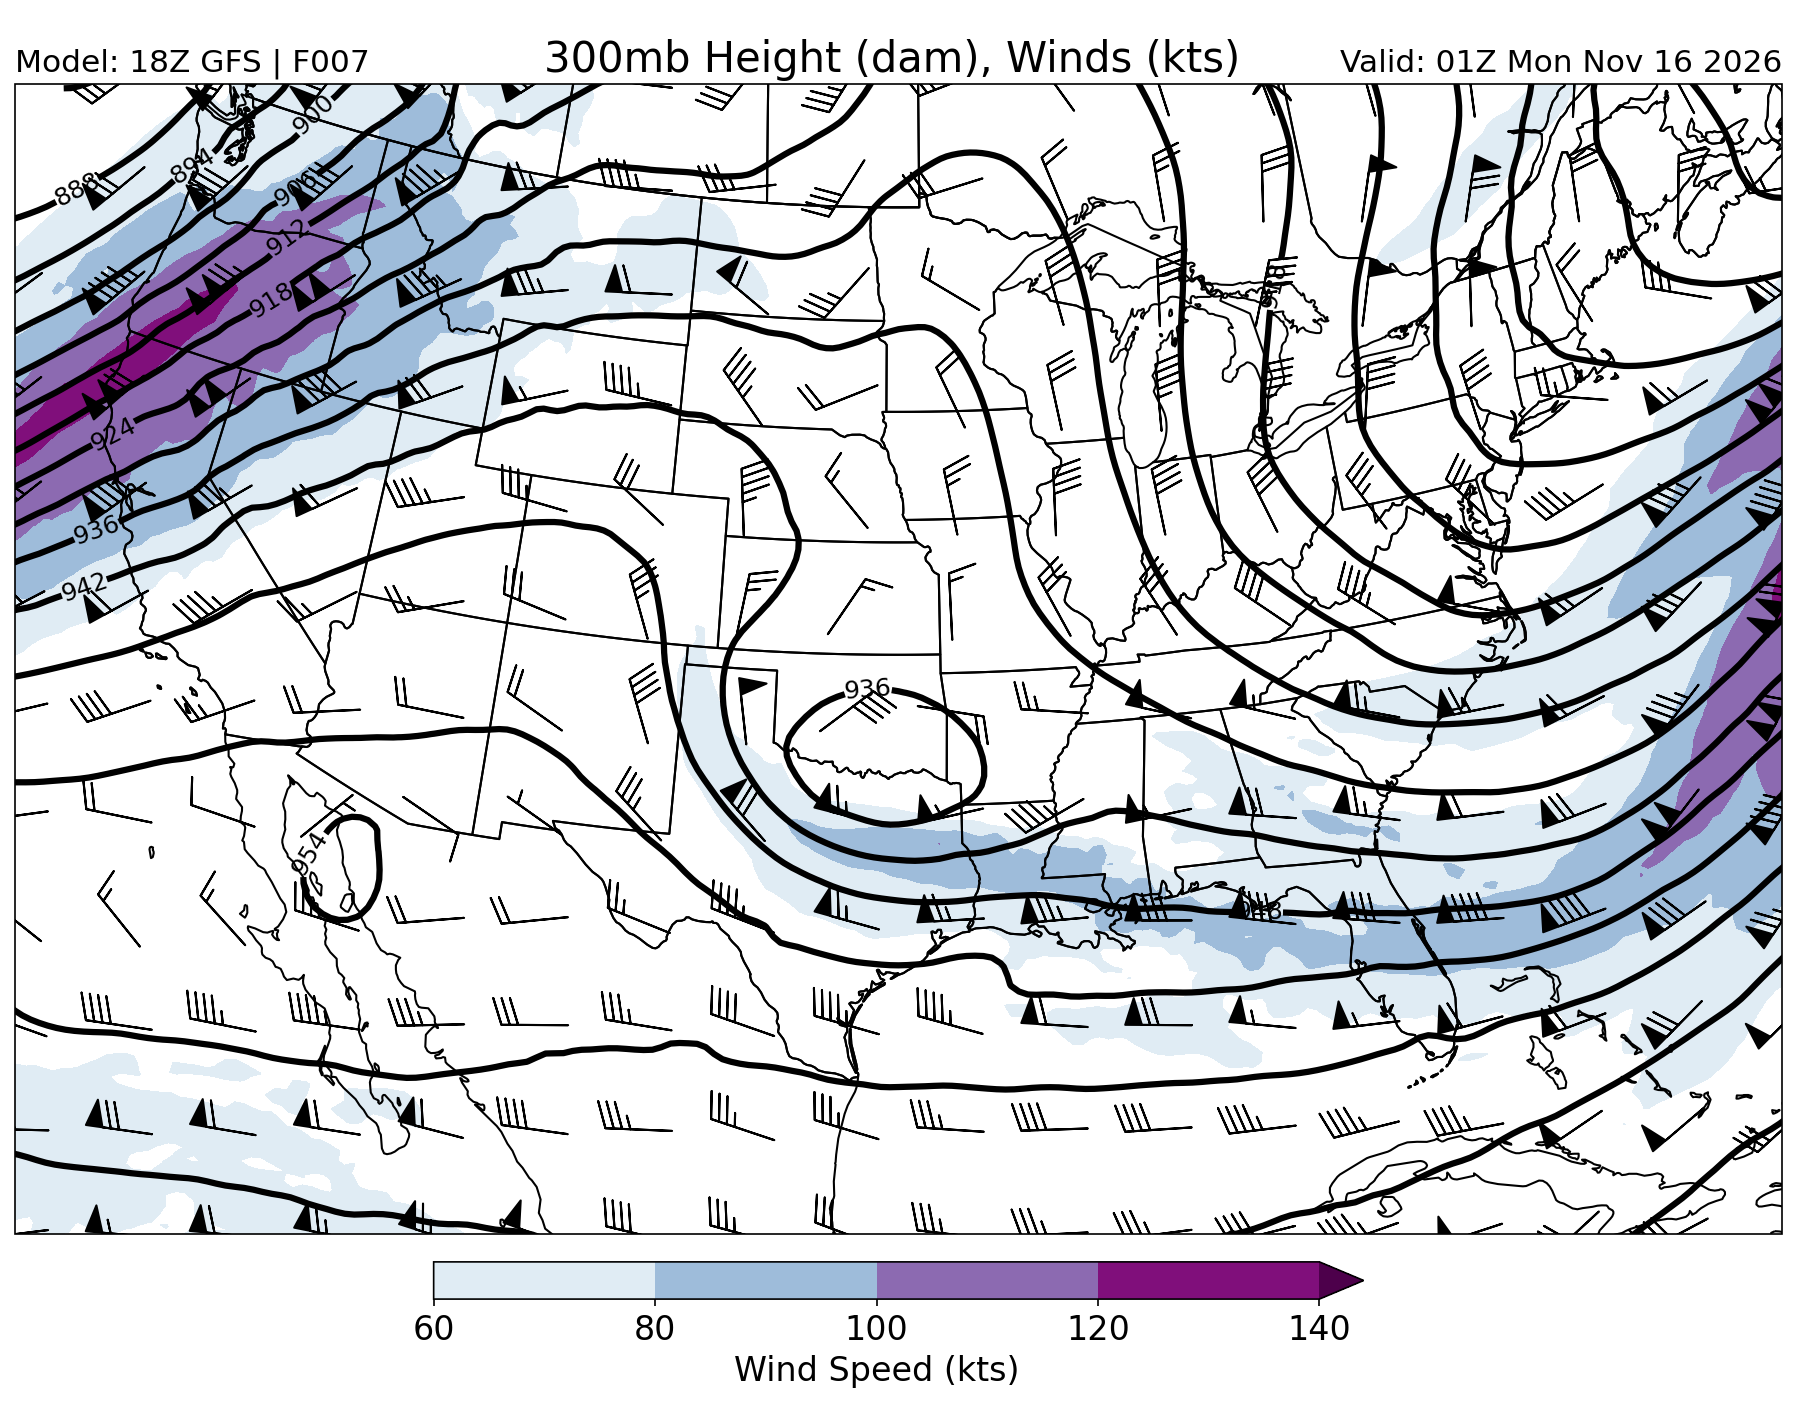 Model: 18Z GFS | F007
300mb Height (dam), Winds (kts)
Valid: 01Z Mon Nov 16 2026
900
894
888
906
912
918
924
936
942
936
954
948
60 80 100 120 140
Wind Speed (kts)